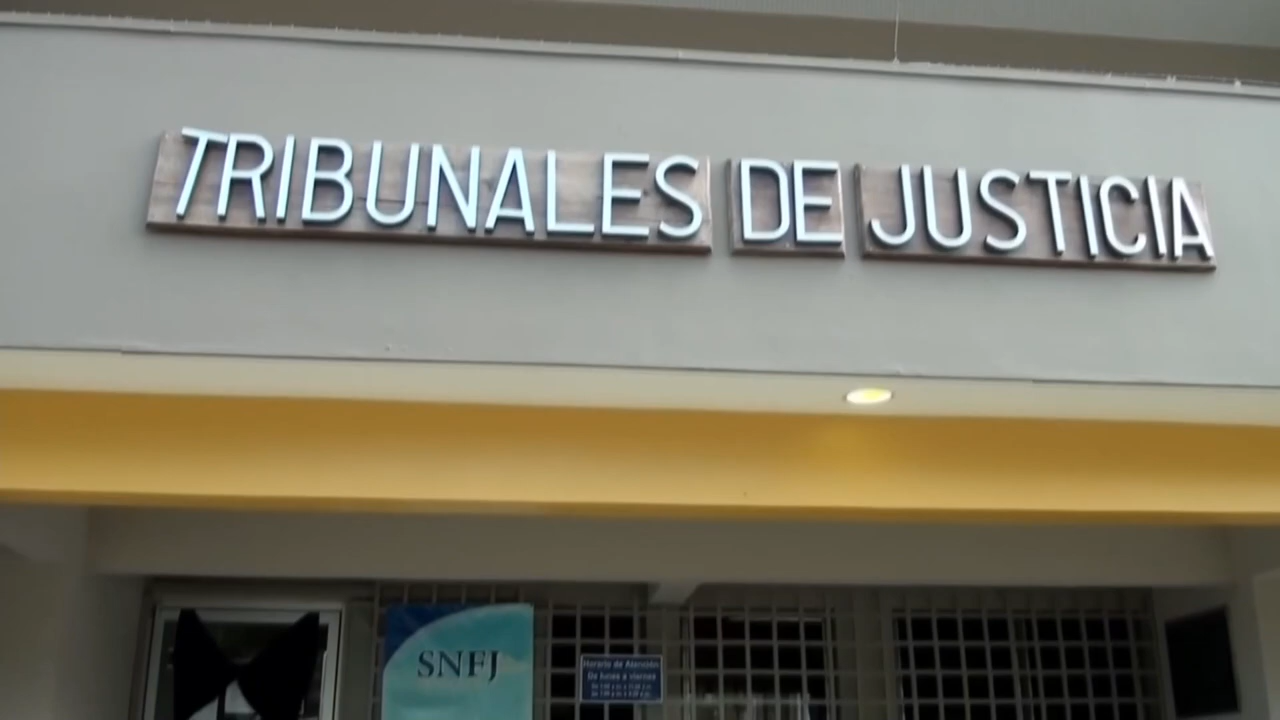 TRIBUNALES DE JUSTICIA
SNFJ
Horario de Atención
De lunes a viernes